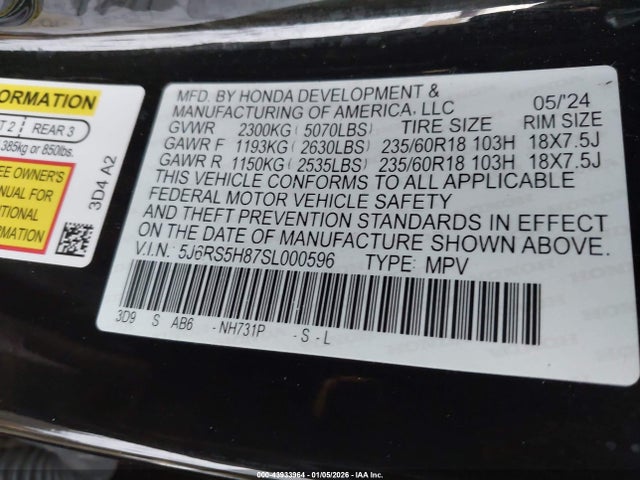 ORMATION
T 2 REAR 3
385kg or 850lbs.
EE OWNER'S
ANUAL FOR
DITIONAL
ORMATION
3D4 A2
MFD. BY HONDA DEVELOPMENT &
MANUFACTURING OF AMERICA, LLC 05/'24
GVWR 2300KG (5070LBS) TIRE SIZE RIM SIZE
GAWR F 1193KG (2630LBS) 235/60R18 103H 18X7.5J
GAWR R 1150KG (2535LBS) 235/60R18 103H 18X7.5J
THIS VEHICLE CONFORMS TO ALL APPLICABLE
FEDERAL MOTOR VEHICLE SAFETY
AND THEFT PREVENTION STANDARDS IN EFFECT
ON THE DATE OF MANUFACTURE SHOWN ABOVE.
V.I.N.: 5J6RS5H87SL000596 TYPE: MPV
3D9 S AB6 -NH731P -S-L
000-43933964 - 01/05/2026 - IAA Inc.